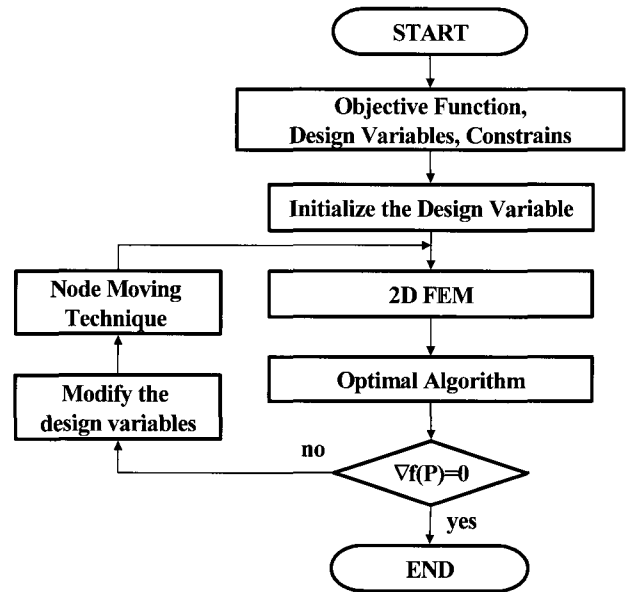 START
Objective Function,
Design Variables, Constrains
Initialize the Design Variable
2D FEM
Optimal Algorithm
∇f(P)=0
no
yes
END
Modify the
design variables
Node Moving
Technique